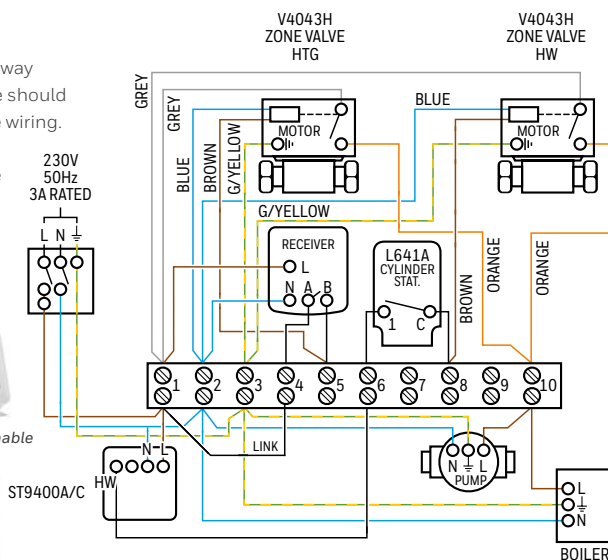 way
should
wiring.
V4043H
ZONE VALVE
HTG
V4043H
ZONE VALVE
HW
GREY
GREY
BLUE
MOTOR
MOTOR
230V
50Hz
3A RATED
BLUE
BROWN
G/YELLOW
L N
G/YELLOW
RECEIVER
L
N A B
L641A
CYLINDER
STAT.
1 C
BROWN
ORANGE
ORANGE
1 2 3 4 5 6 7 8 9 10
LINK
N L
HW
ST9400A/C
N L
PUMP
L
N
BOILER